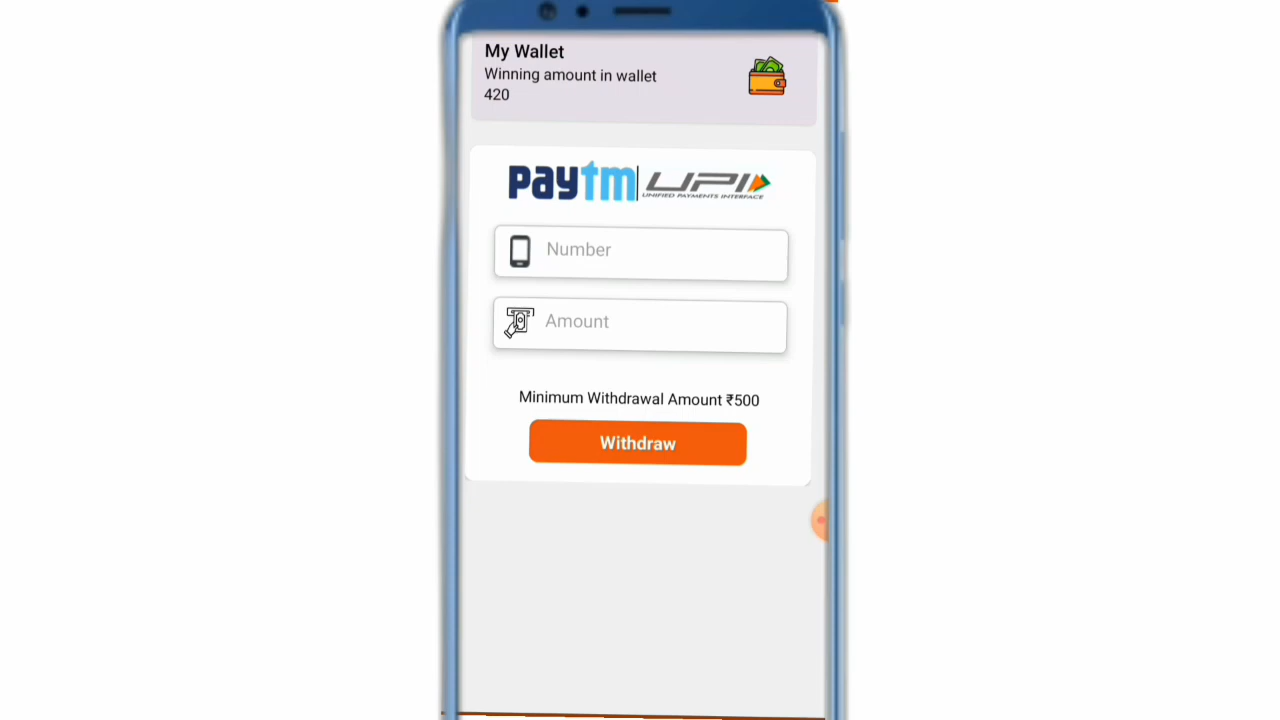 My Wallet
Winning amount in wallet
420
paytm UPI
UNIFIED PAYMENTS INTERFACE
Number
Amount
Minimum Withdrawal Amount ₹500
Withdraw